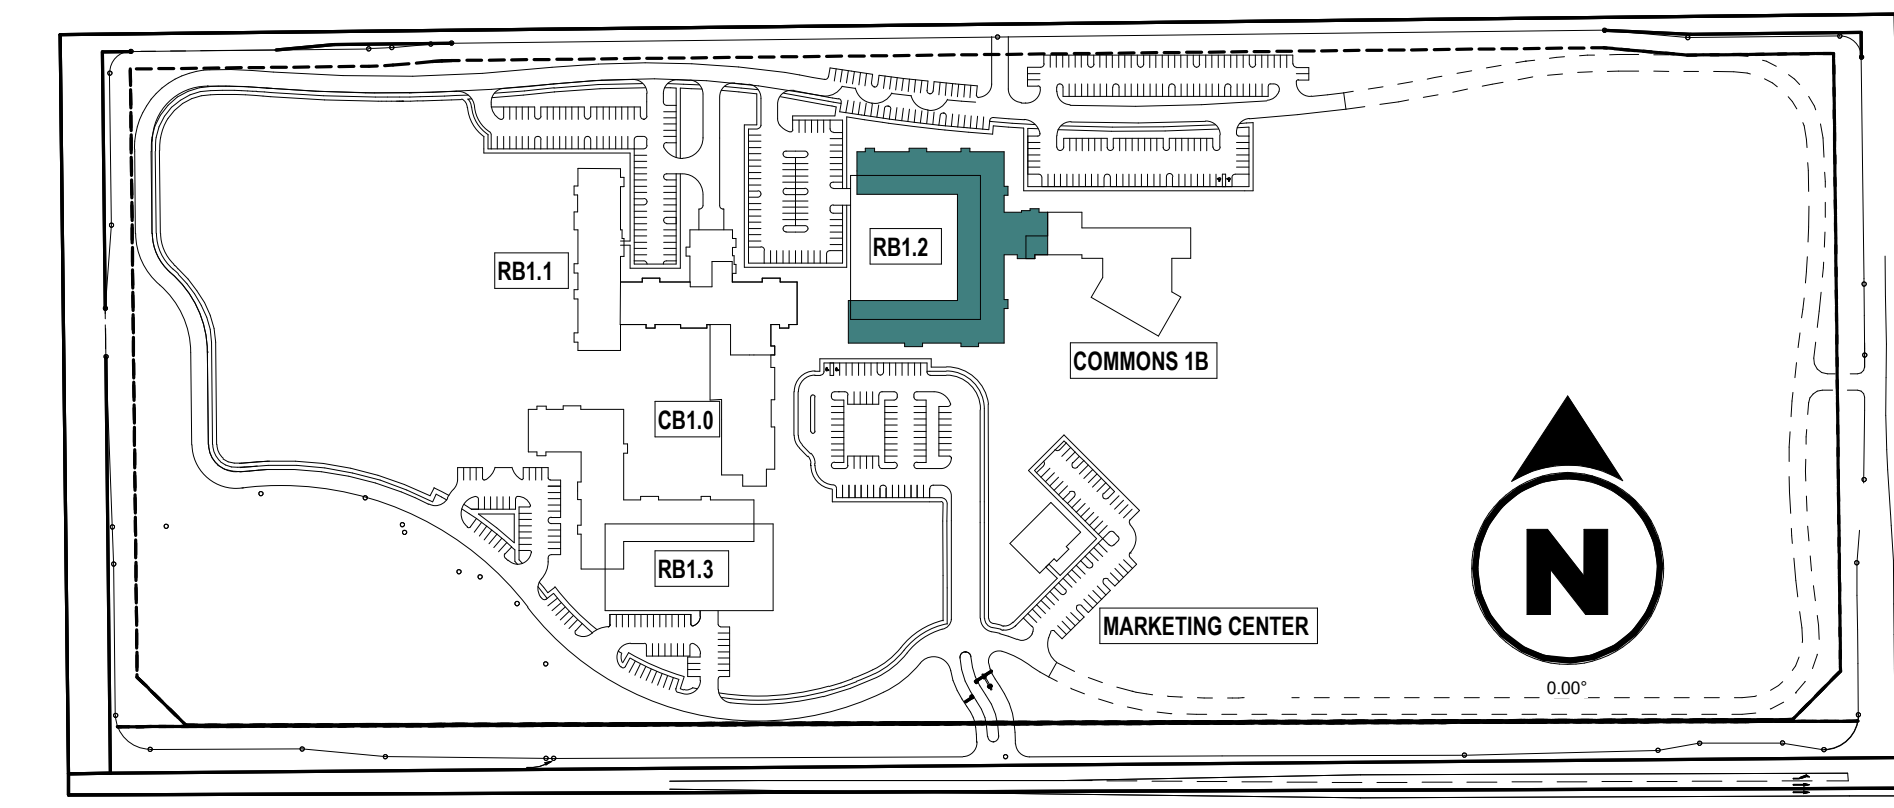 RB1.2
RB1.1
COMMONS 1B
CB1.0
RB1.3
N
MARKETING CENTER
0.00°